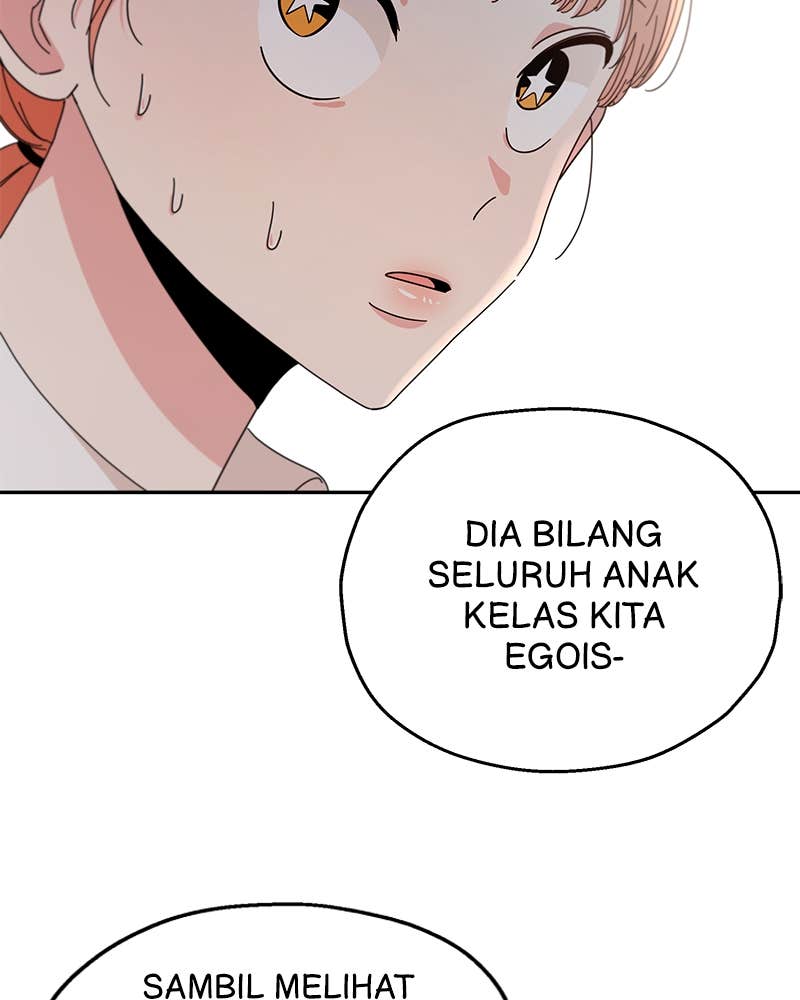 DIA BILANG
SELURUH ANAK
KELAS KITA
EGOIS-
SAMBIL MELIHAT